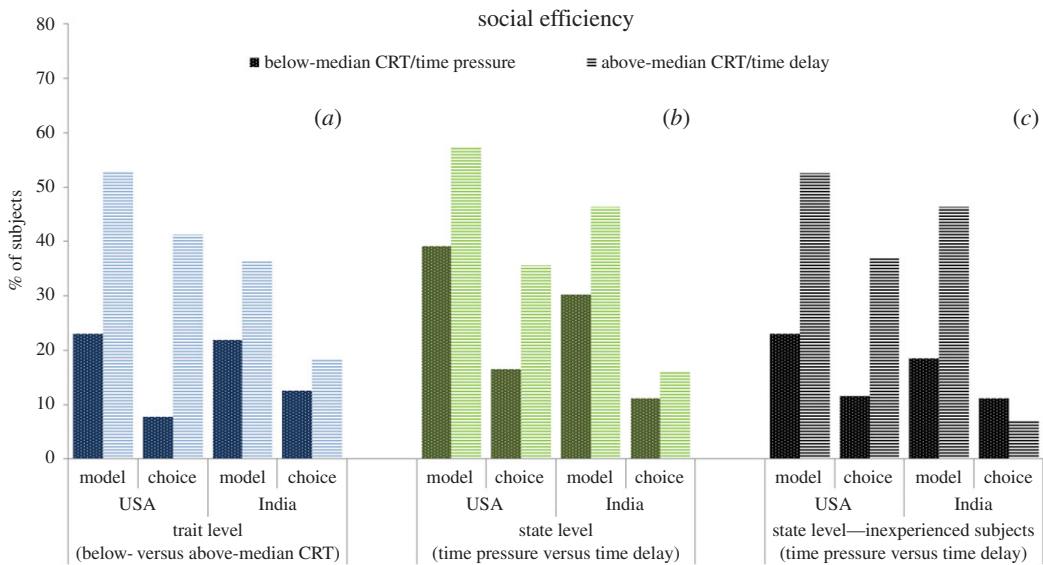 social efficiency
below-median CRT/time pressure above-median CRT/time delay
(a) (b) (c)
% of subjects
80
70
60
50
40
30
20
10
0
model choice model choice model choice model choice model choice model choice
USA India USA India USA India
trait level state level state level—inexperienced subjects
(below- versus above-median CRT) (time pressure versus time delay) (time pressure versus time delay)